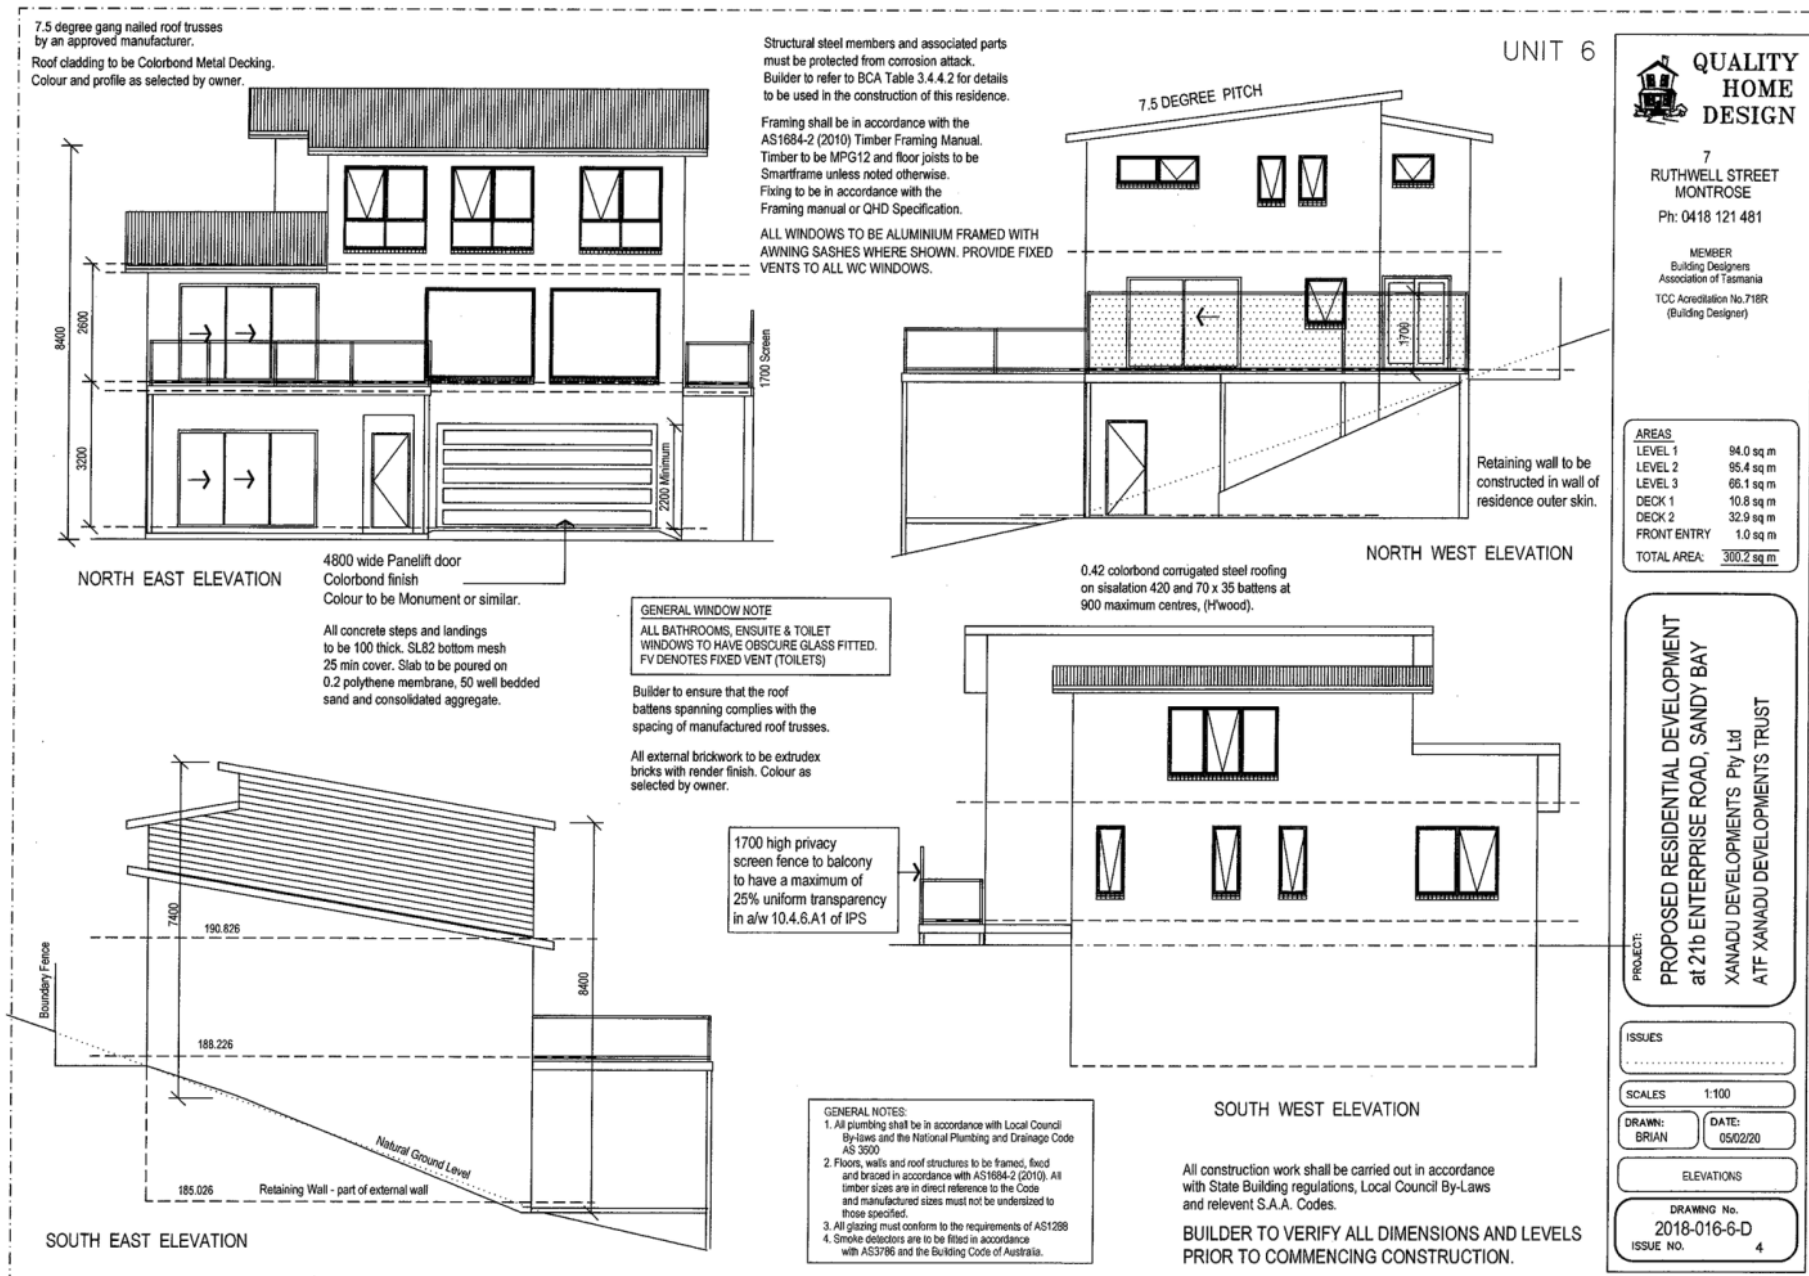 7.5 degree gang nailed roof trusses
by an approved manufacturer.
Roof cladding to be Colorbond Metal Decking.
Colour and profile as selected by owner.
8400
2600
3200
1700 Screen
2200 Minimum
NORTH EAST ELEVATION
4800 wide Panelift door
Colorbond finish
Colour to be Monument or similar.
All concrete steps and landings
to be 100 thick. SL82 bottom mesh
25 min cover. Slab to be poured on
0.2 polythene membrane, 50 well bedded
sand and consolidated aggregate.
Structural steel members and associated parts
must be protected from corrosion attack.
Builder to refer to BCA Table 3.4.4.2 for details
to be used in the construction of this residence.
Framing shall be in accordance with the
AS1684-2 (2010) Timber Framing Manual.
Timber to be MPG12 and floor joists to be
Smartframe unless noted otherwise.
Fixing to be in accordance with the
Framing manual or QHD Specification.
ALL WINDOWS TO BE ALUMINIUM FRAMED WITH
AWNING SASHES WHERE SHOWN. PROVIDE FIXED
VENTS TO ALL WC WINDOWS.
UNIT 6
7.5 DEGREE PITCH
1700
Retaining wall to be
constructed in wall of
residence outer skin.
NORTH WEST ELEVATION
GENERAL WINDOW NOTE
ALL BATHROOMS, ENSUITE & TOILET
WINDOWS TO HAVE OBSCURE GLASS FITTED.
FV DENOTES FIXED VENT (TOILETS)
Builder to ensure that the roof
battens spanning complies with the
spacing of manufactured roof trusses.
All external brickwork to be extrudex
bricks with render finish. Colour as
selected by owner.
0.42 colorbond corrugated steel roofing
on sisalation 420 and 70 x 35 battens at
900 maximum centres, (H'wood).
1700 high privacy
screen fence to balcony
to have a maximum of
25% uniform transparency
in a/w 10.4.6.A1 of IPS
SOUTH WEST ELEVATION
7400
190.826
8400
Boundary Fence
188.226
Natural Ground Level
185.026
Retaining Wall - part of external wall
SOUTH EAST ELEVATION
GENERAL NOTES:
1. All plumbing shall be in accordance with Local Council
By-laws and the National Plumbing and Drainage Code
AS 3500
2. Floors, walls and roof structures to be framed, fixed
and braced in accordance with AS1684-2 (2010). All
timber sizes are in direct reference to the Code
and manufactured sizes must not be undersized to
those specified.
3. All glazing must conform to the requirements of AS1288
4. Smoke detectors are to be fitted in accordance
with AS3786 and the Building Code of Australia.
All construction work shall be carried out in accordance
with State Building regulations, Local Council By-Laws
and relevent S.A.A. Codes.
BUILDER TO VERIFY ALL DIMENSIONS AND LEVELS
PRIOR TO COMMENCING CONSTRUCTION.
QUALITY
HOME
DESIGN
7
RUTHWELL STREET
MONTROSE
Ph: 0418 121 481
MEMBER
Building Designers
Association of Tasmania
TCC Acreditation No.718R
(Building Designer)
AREAS
LEVEL 1 94.0 sq m
LEVEL 2 95.4 sq m
LEVEL 3 66.1 sq m
DECK 1 10.8 sq m
DECK 2 32.9 sq m
FRONT ENTRY 1.0 sq m
TOTAL AREA: 300.2 sq m
PROJECT:
PROPOSED RESIDENTIAL DEVELOPMENT
at 21b ENTERPRISE ROAD, SANDY BAY
XANADU DEVELOPMENTS Pty Ltd
ATF XANADU DEVELOPMENTS TRUST
ISSUES
SCALES 1:100
DRAWN:
BRIAN
DATE:
05/02/20
ELEVATIONS
DRAWING No.
2018-016-6-D
ISSUE NO. 4